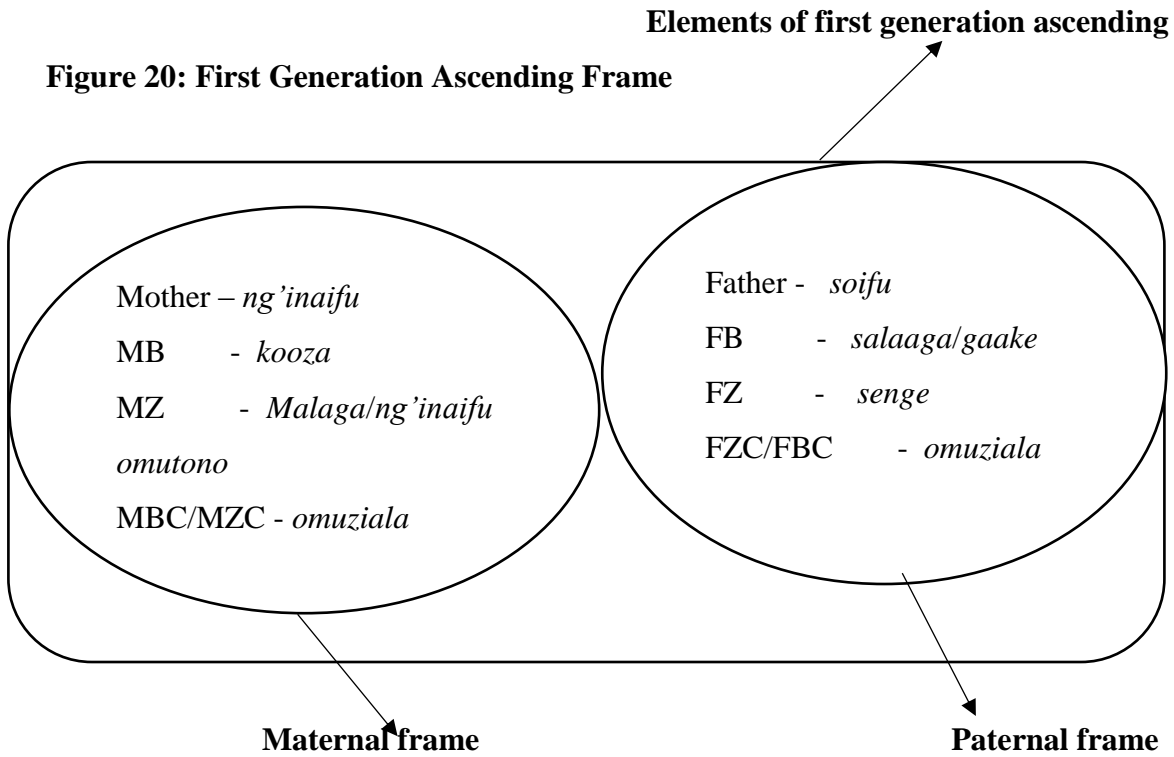 Elements of first generation ascending
Figure 20: First Generation Ascending Frame
Mother – ng’inaifu
MB - kooza
MZ - Malaga/ng’inaifu
omutono
MBC/MZC - omuziala
Father - soifu
FB - salaaga/gaake
FZ - senge
FZC/FBC - omuziala
Maternal frame
Paternal frame